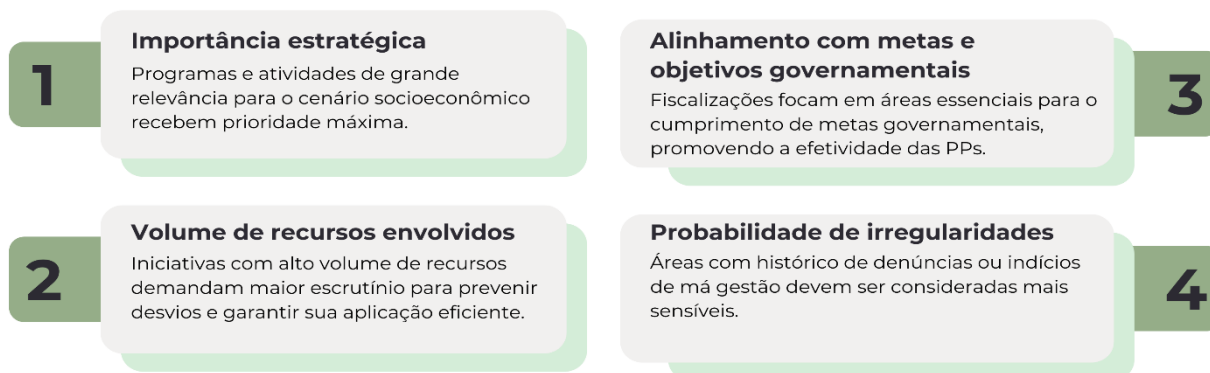 1
Importância estratégica
Programas e atividades de grande
relevância para o cenário socioeconômico
recebem prioridade máxima.
2
Volume de recursos envolvidos
Iniciativas com alto volume de recursos
demandam maior escrutínio para prevenir
desvios e garantir sua aplicação eficiente.
Alinhamento com metas e
objetivos governamentais
Fiscalizações focam em áreas essenciais para o
cumprimento de metas governamentais,
promovendo a efetividade das PPs.
3
Probabilidade de irregularidades
Áreas com histórico de denúncias ou indícios
de má gestão devem ser consideradas mais
sensíveis.
4